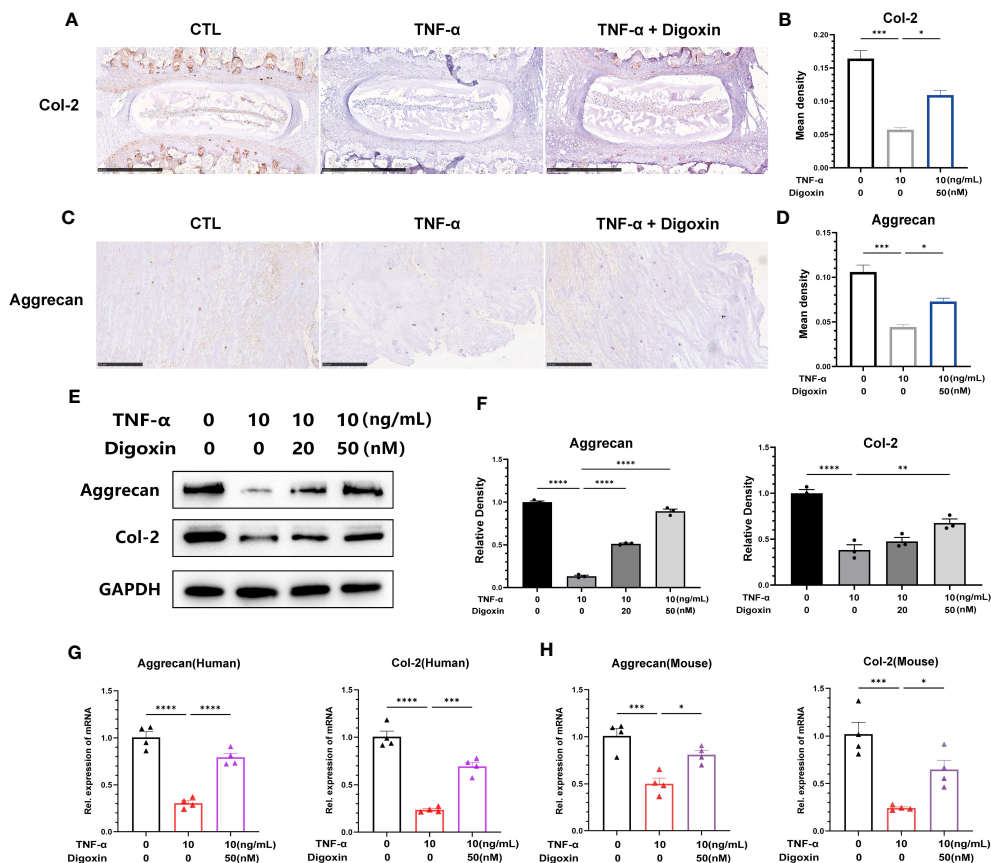 A
CTL TNF-α TNF-α + Digoxin
Col-2
B
Col-2
*** *
Mean density
0.20
0.15
0.10
0.05
0.00
TNF-α 0 10 10(ng/mL)
Digoxin 0 0 50(nM)
C
CTL TNF-α TNF-α + Digoxin
Aggrecan
D
Aggrecan
*** *
Mean density
0.15
0.10
0.05
0.00
TNF-α 0 10 10(ng/mL)
Digoxin 0 0 50(nM)
E
TNF-α 0 10 10 10(ng/mL)
Digoxin 0 0 20 50(nM)
Aggrecan
Col-2
GAPDH
F
Aggrecan
****
**** ****
Relative Density
1.5
1.0
0.5
0.0
TNF-α 0 10 10 10(ng/mL)
Digoxin 0 0 20 50(nM)
Col-2
**** **
Relative Density
1.5
1.0
0.5
0.0
TNF-α 0 10 10 10(ng/mL)
Digoxin 0 0 20 50(nM)
G
Aggrecan(Human)
**** ****
Rel. expression of mRNA
1.5
1.0
0.5
0.0
TNF-α 0 10 10(ng/mL)
Digoxin 0 0 50(nM)
Col-2(Human)
**** ***
Rel. expression of mRNA
1.5
1.0
0.5
0.0
0 10 10(ng/mL)
0 0 50(nM)
H
Aggrecan(Mouse)
*** *
Rel. expression of mRNA
1.5
1.0
0.5
0.0
TNF-α 0 10 10(ng/mL)
Digoxin 0 0 50(nM)
Col-2(Mouse)
*** *
Rel. expression of mRNA
1.5
1.0
0.5
0.0
0 10 10(ng/mL)
0 0 50(nM)